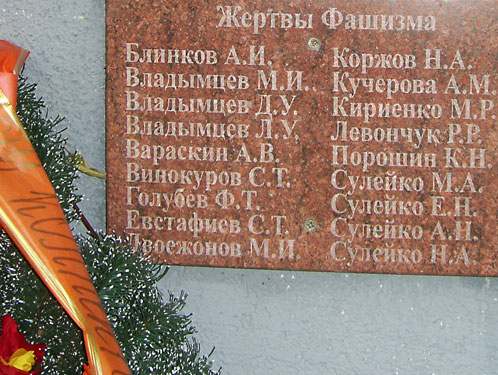 Жертвы Фашизма
Блинков А.И.
Владымцев М.И.
Владымцев Д.У.
Владымцев Л.У.
Вараскин А.В.
Винокуров С.Т.
Голубев Ф.Т.
Евстафиев С.Т.
Двоежонов М.И.
Коржов Н.А.
Кучерова А.М.
Кириенко М.Р.
Левончук Р.Р.
Порошин К.Н.
Сулейко М.А.
Сулейко Е.Н.
Сулейко А.Н.
Сулейко Н.А.